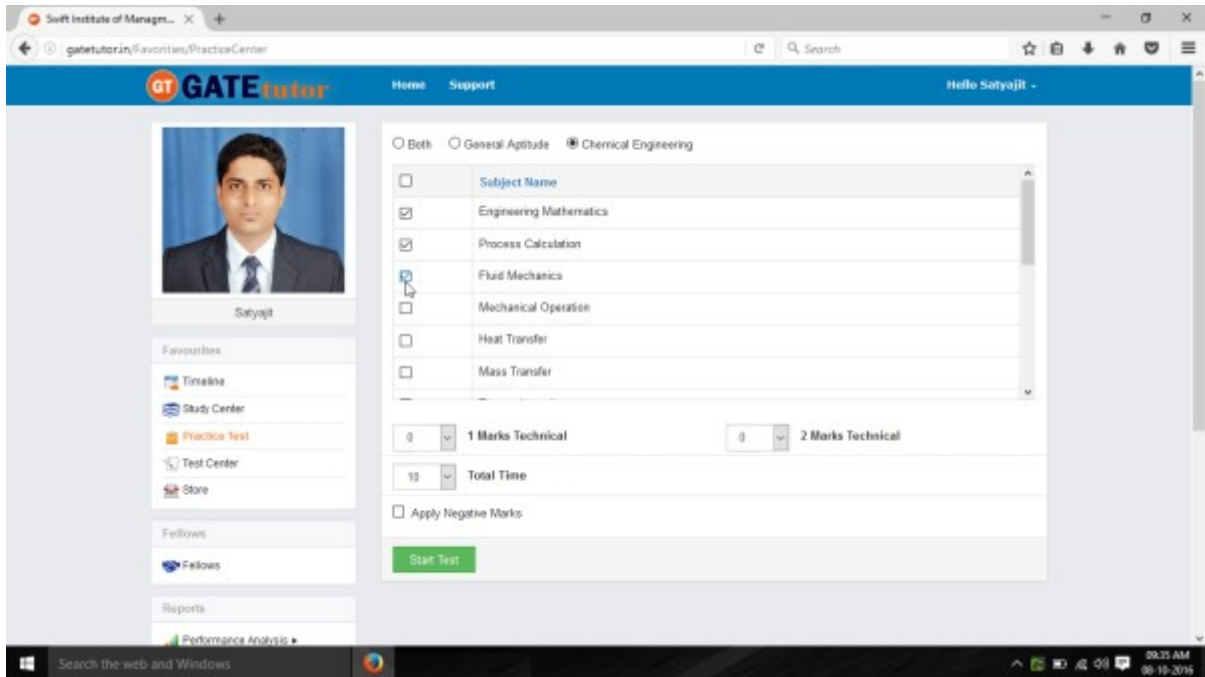 Swift Institute of Managm...
gatetutor.in/Favorities/PracticeCenter
Search
GT GATEtutor
Home Support
Hello Satyajit
Both General Aptitude Chemical Engineering
Subject Name
Engineering Mathematics
Process Calculation
Fluid Mechanics
Mechanical Operation
Heat Transfer
Mass Transfer
Satyajit
Favourites
Timeline
Study Center
Practice Test
Test Center
Store
Fellows
Fellows
Reports
Performance Analysis
0 1 Marks Technical 0 2 Marks Technical
10 Total Time
Apply Negative Marks
Start Test
Search the web and Windows
09:35 AM
08-10-2016